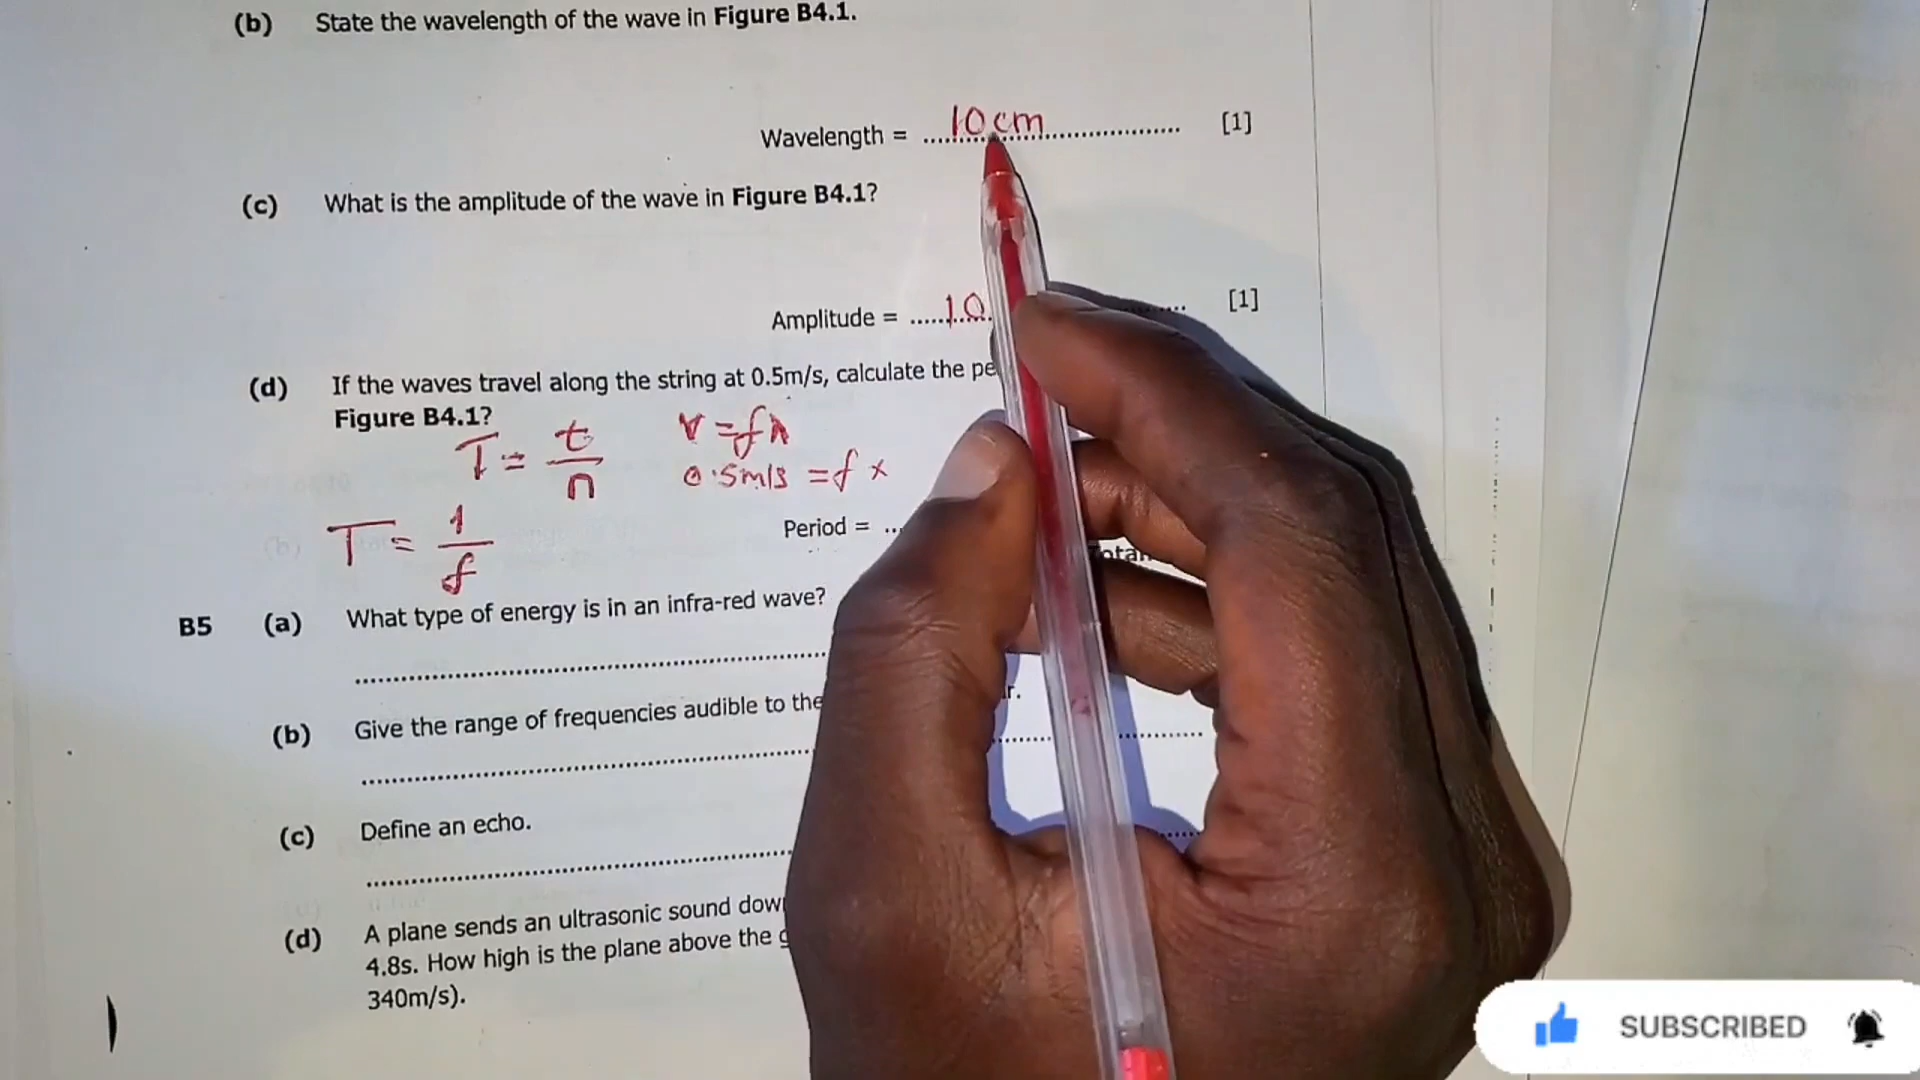 (b) State the wavelength of the wave in Figure B4.1.
Wavelength = 10cm [1]
(c) What is the amplitude of the wave in Figure B4.1?
Amplitude = 10 [1]
(d) If the waves travel along the string at 0.5m/s, calculate the
Figure B4.1?
T = t/n v = fλ
0.5m/s = f ×
T = 1/f Period =
B5 (a) What type of energy is in an infra-red wave?
(b) Give the range of frequencies audible to the
(c) Define an echo.
(d) A plane sends an ultrasonic sound
4.8s. How high is the plane above the
340m/s).
SUBSCRIBED